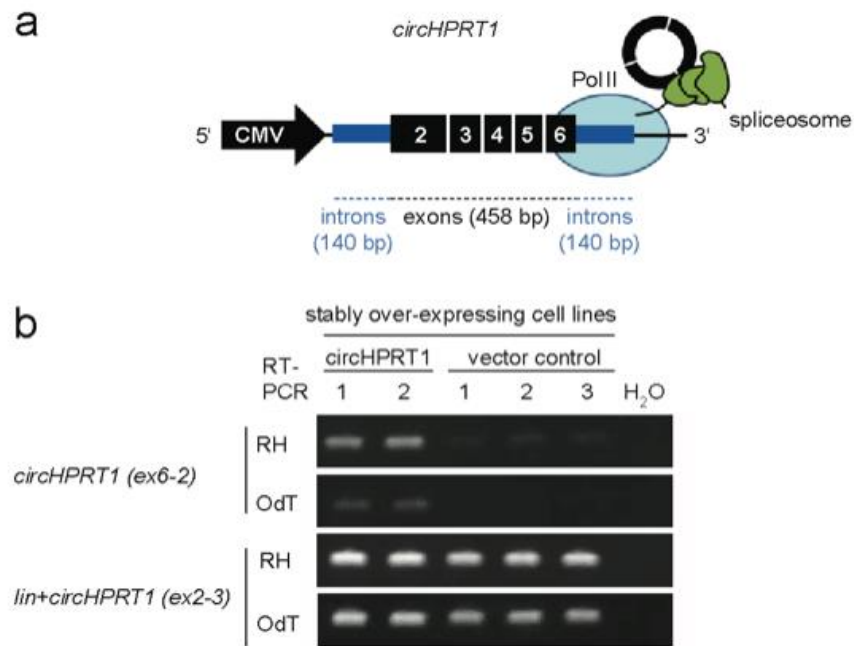 a
circHPRT1
PolII
5' CMV 2 3 4 5 6 3'
spliceosome
introns exons (458 bp) introns
(140 bp) (140 bp)
b
stably over-expressing cell lines
circHPRT1 vector control
RT-
PCR 1 2 1 2 3 H₂O
circHPRT1 (ex6-2)
RH
OdT
lin+circHPRT1 (ex2-3)
RH
OdT